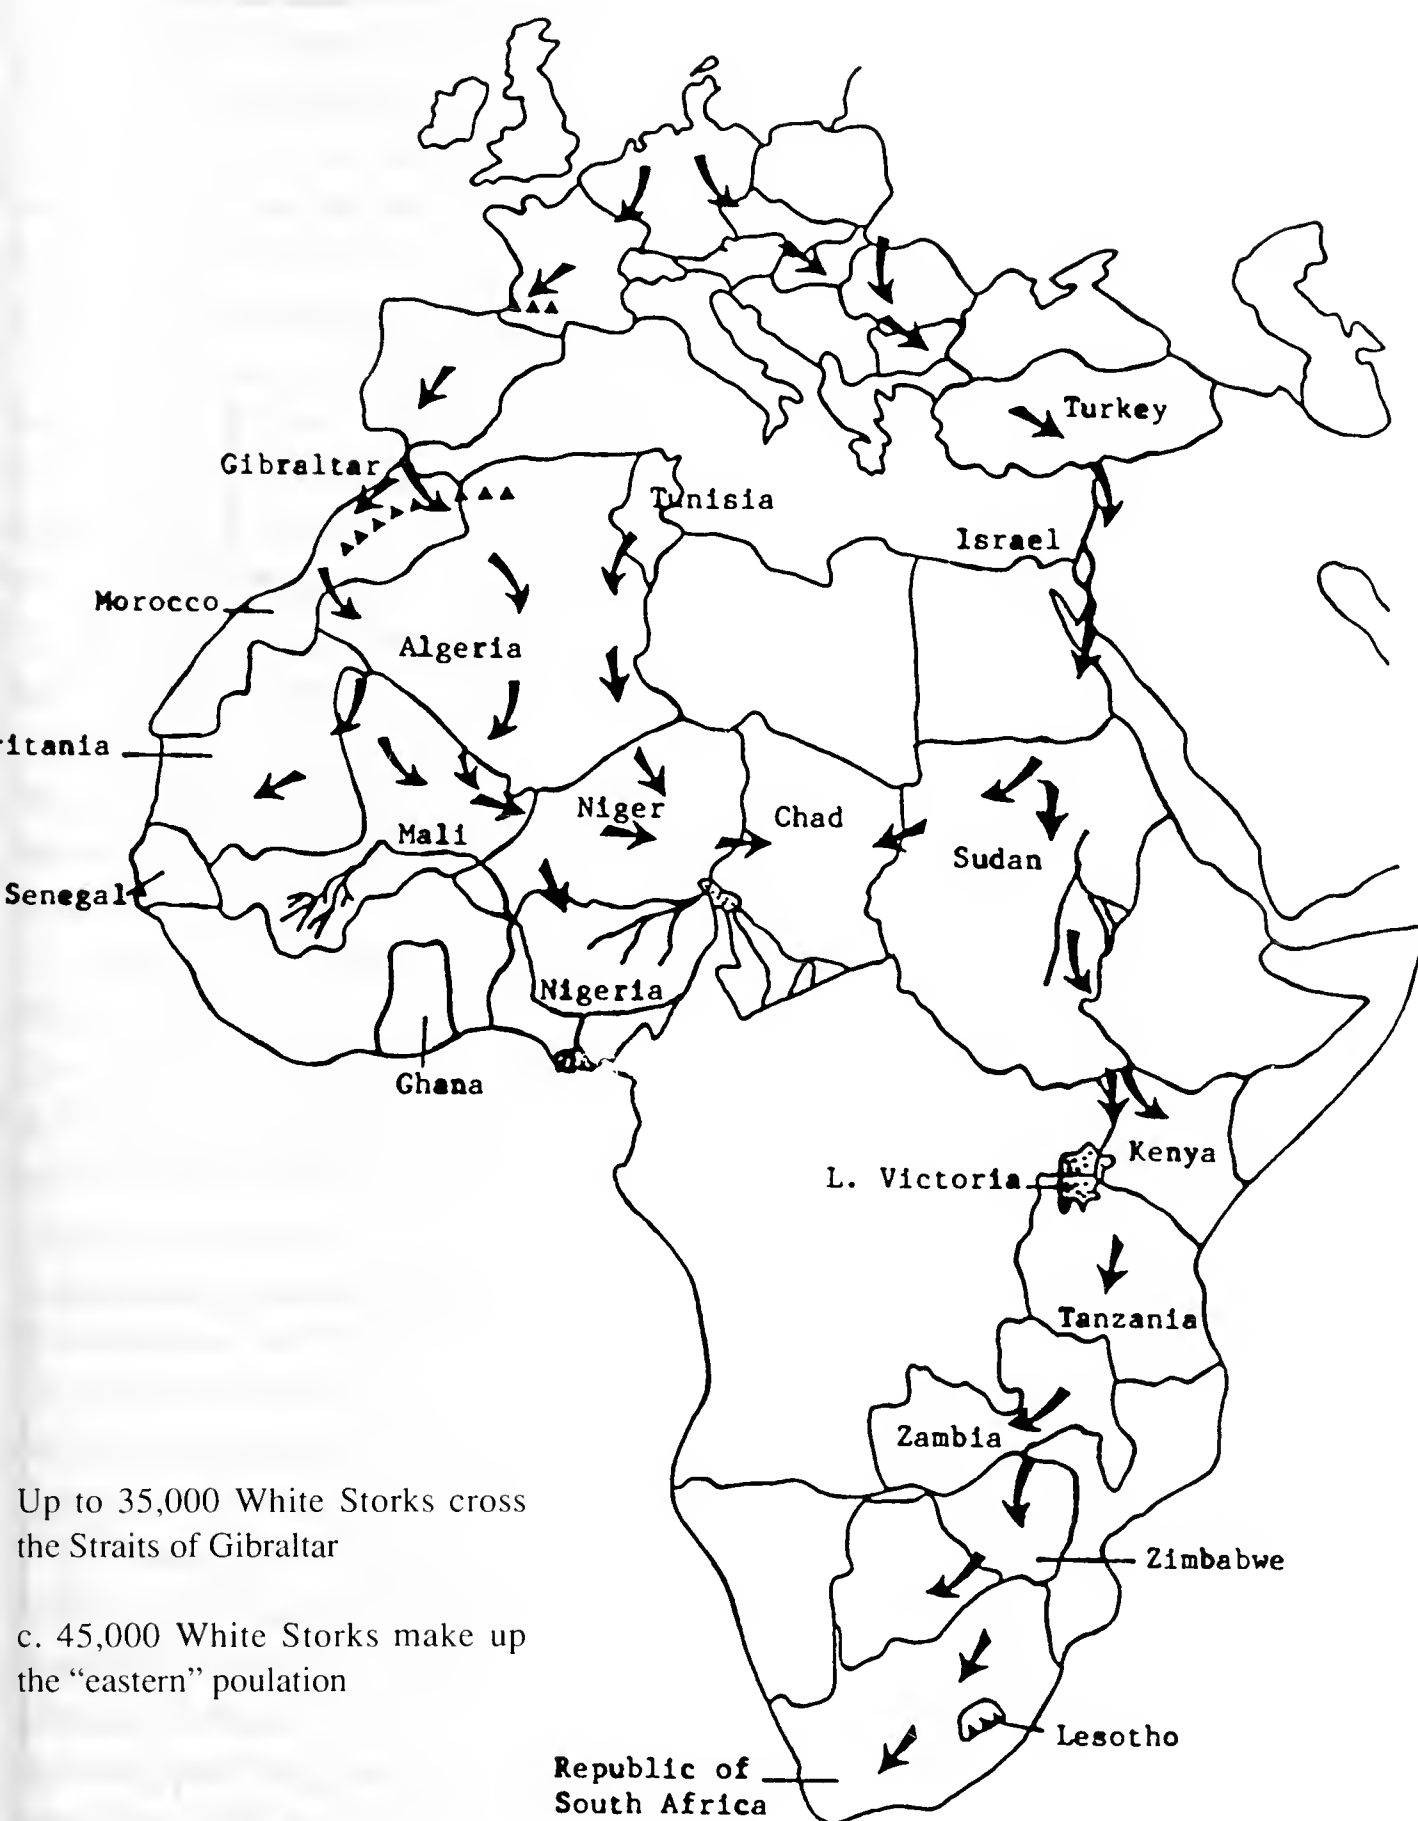 Turkey
Gibraltar
Tunisia
Israel
Morocco
Algeria
ritania
Niger
Chad
Mali
Sudan
Senegal
Nigeria
Ghana
Kenya
L. Victoria
Tanzania
Zambia
Up to 35,000 White Storks cross
the Straits of Gibraltar
Zimbabwe
c. 45,000 White Storks make up
the “eastern” poulation
Lesotho
Republic of
South Africa